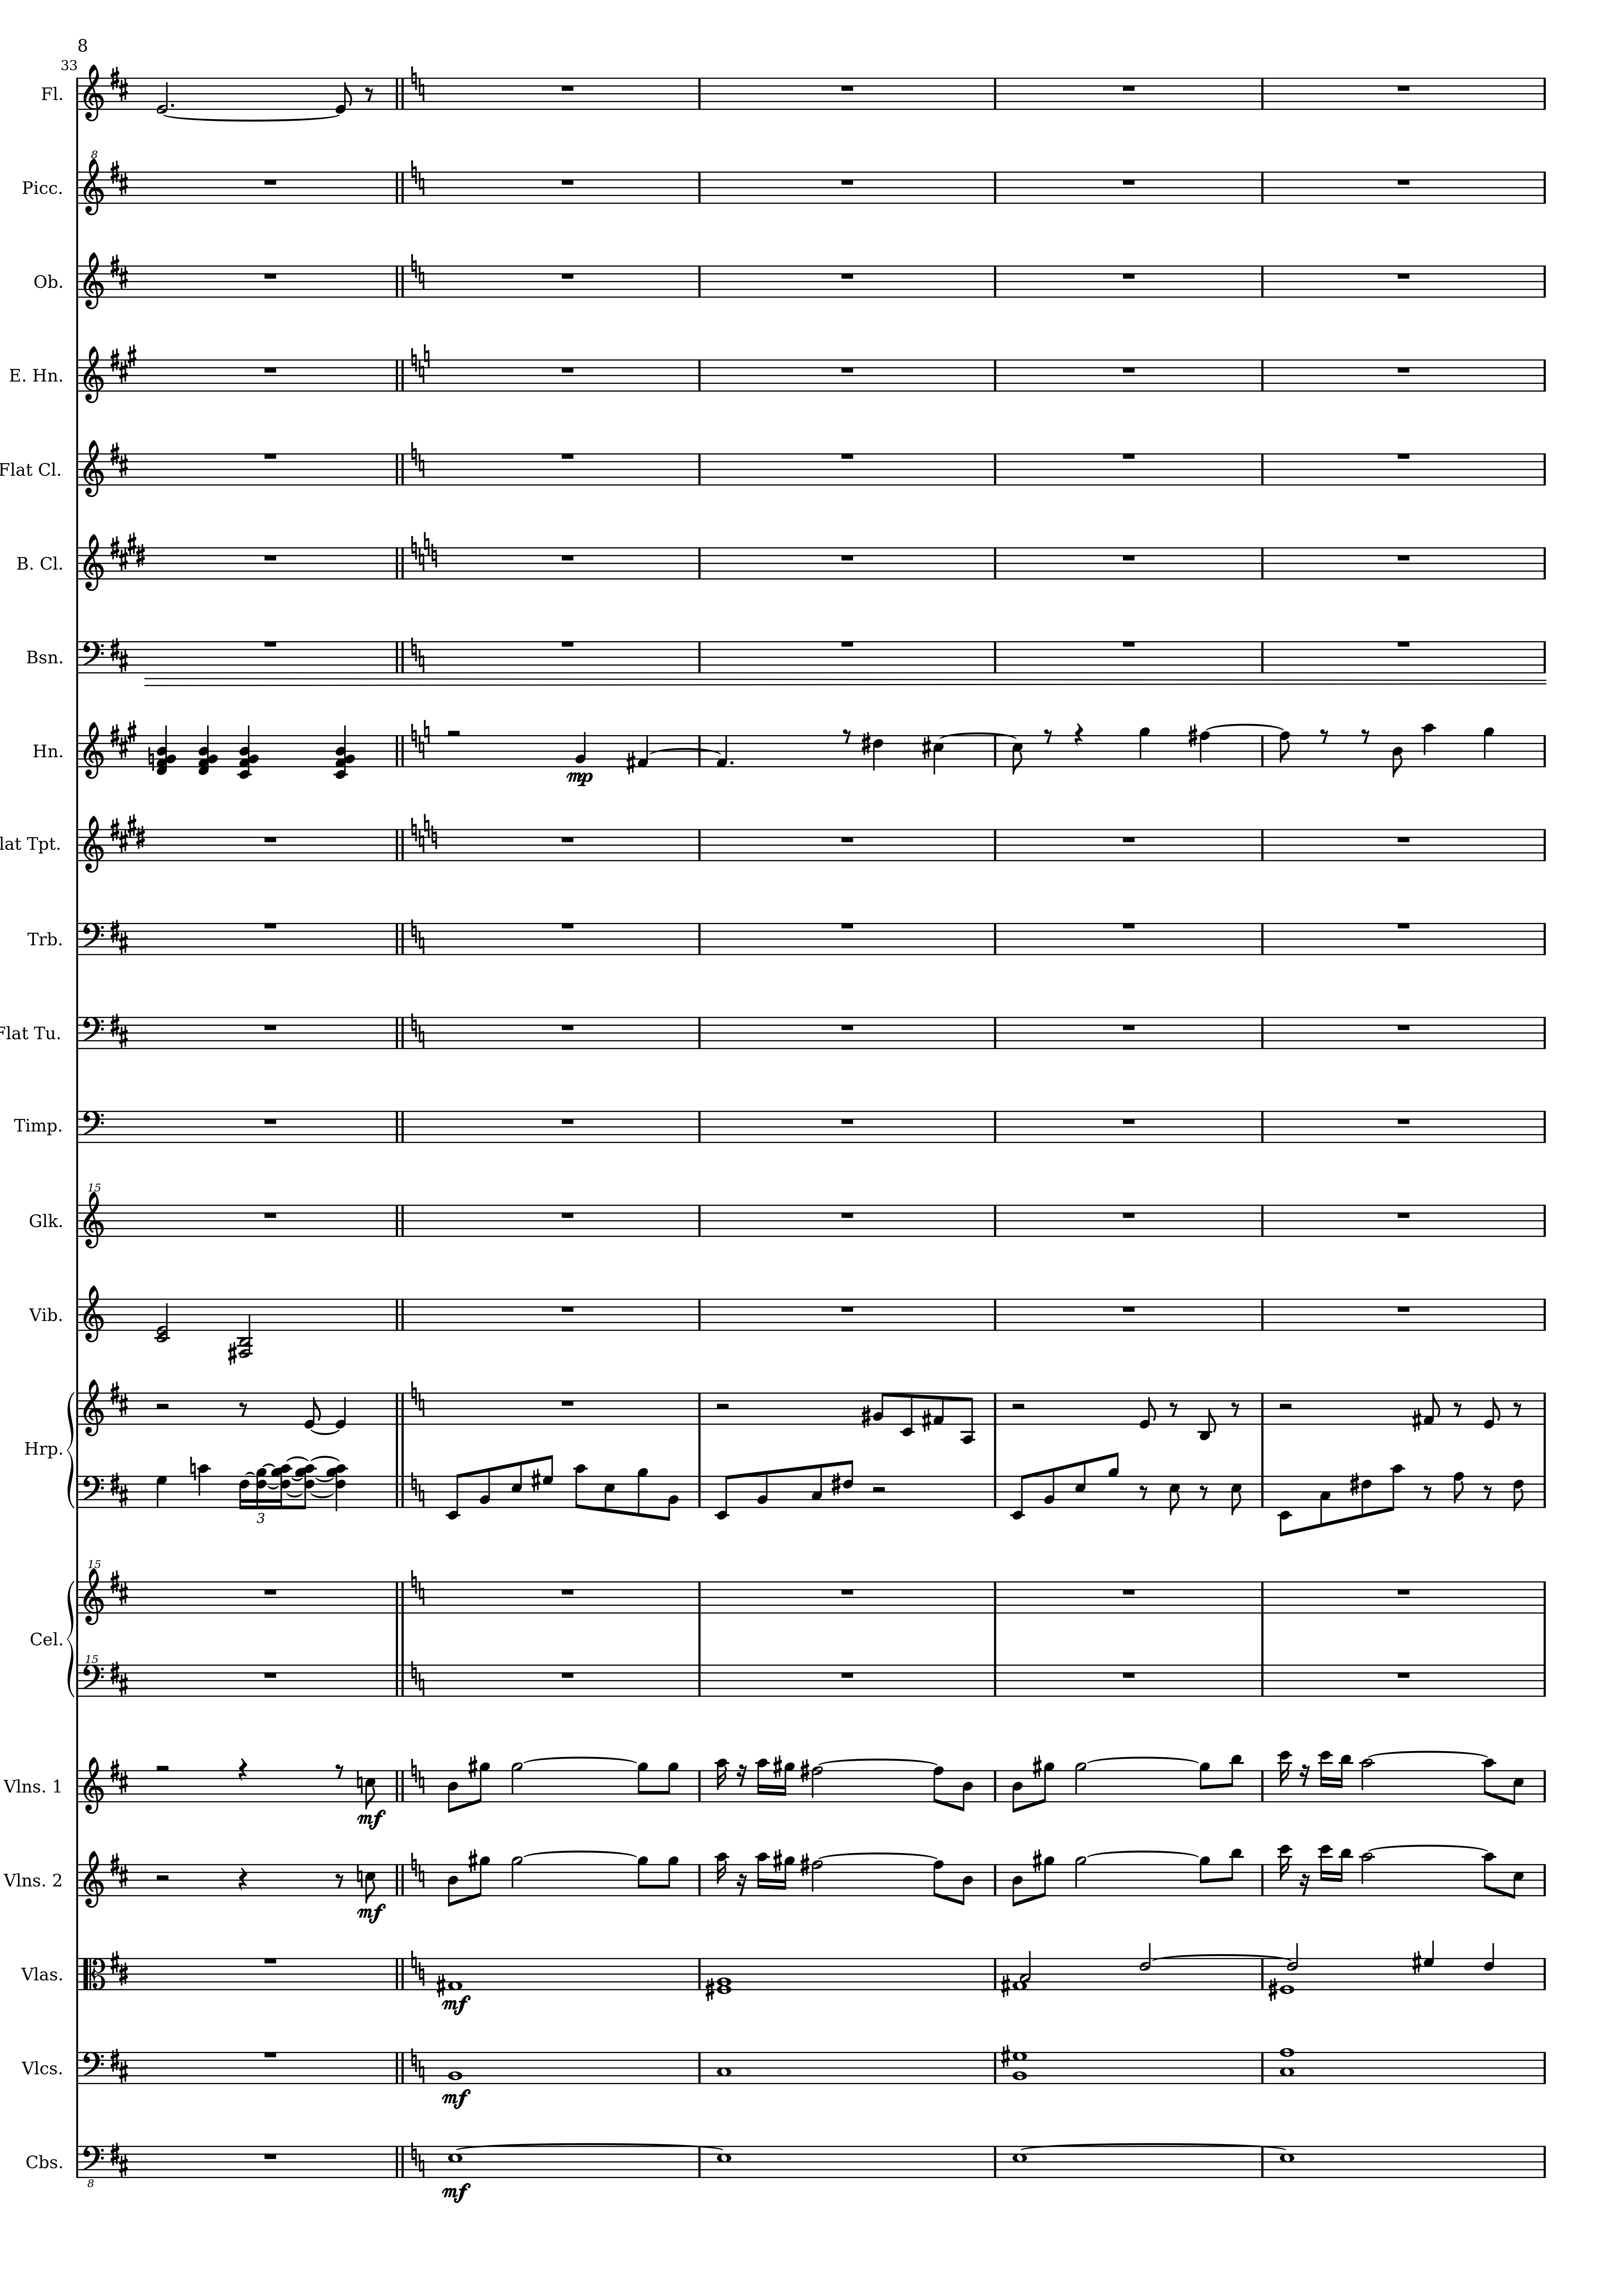 8
33
Fl.
8
Picc.
Ob.
E. Hn.
Flat Cl.
B. Cl.
Bsn.
Hn.
mp
lat Tpt.
Trb.
Flat Tu.
Timp.
15
Glk.
Vib.
Hrp.
3
15
Cel.
15
Vlns. 1
mf
Vlns. 2
mf
Vlas.
mf
Vlcs.
mf
Cbs.
8
mf